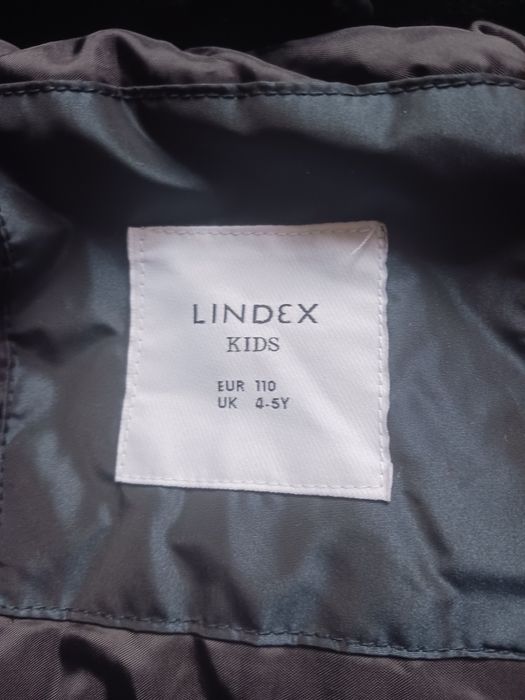 LINDEX
KIDS
EUR 110
UK 4-5Y